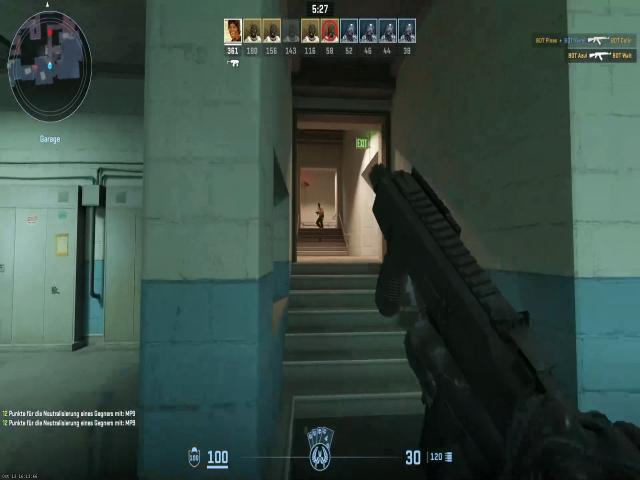 5:27
361 180 156 143 116 58 52 46 44 38
BOT Azul BOT Walt
Garage
EXIT
12 Punkte für die Neutralisierung eines Gegners mit: MP9
12 Punkte für die Neutralisierung eines Gegners mit: MP9
100 100 30 120